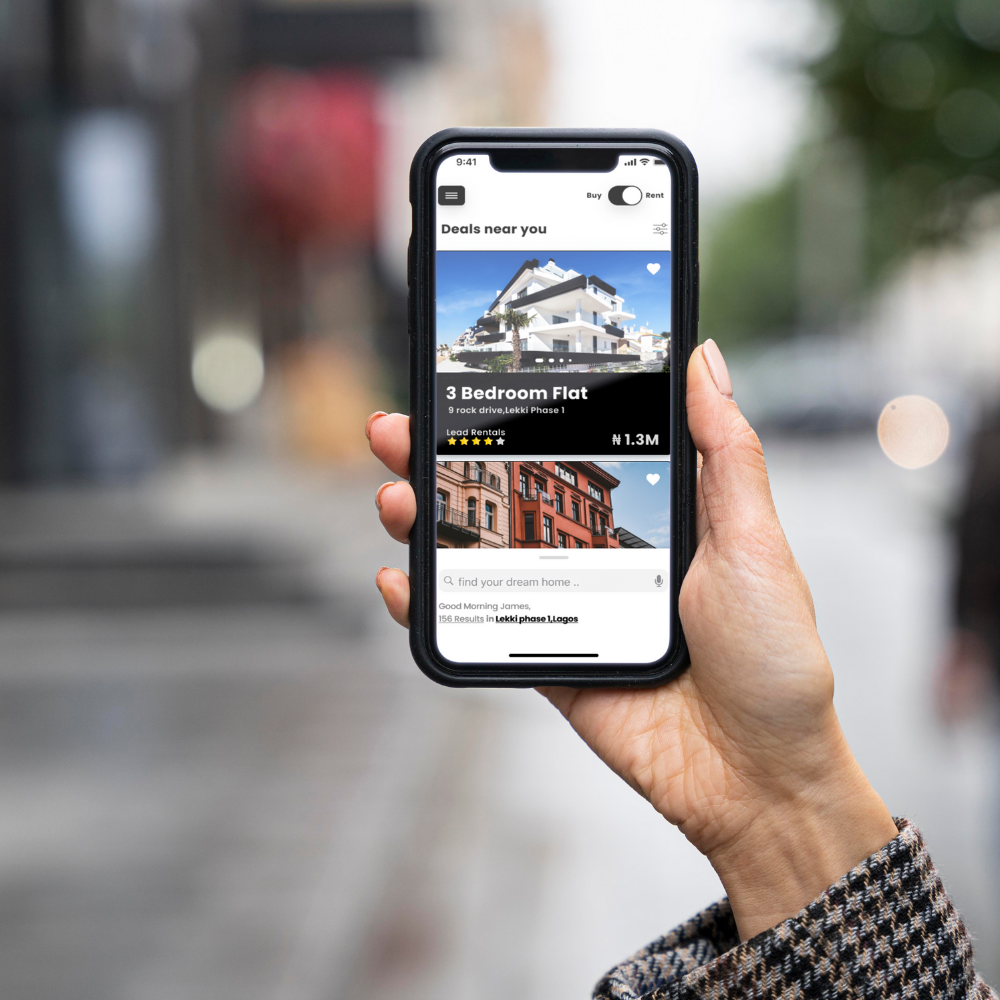 9:41
Buy Rent
Deals near you
3 Bedroom Flat
9 rock drive,Lekki Phase 1
Lead Rentals
₦ 1.3M
find your dream home ..
Good Morning James,
156 Results in Lekki phase 1,Lagos